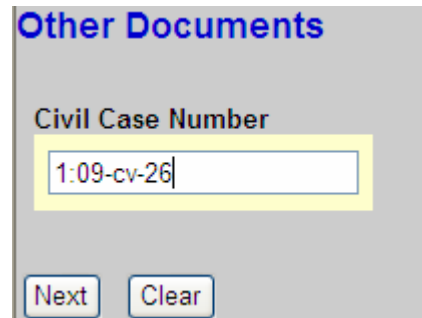 Other Documents
Civil Case Number
1:09-cv-26
Next Clear